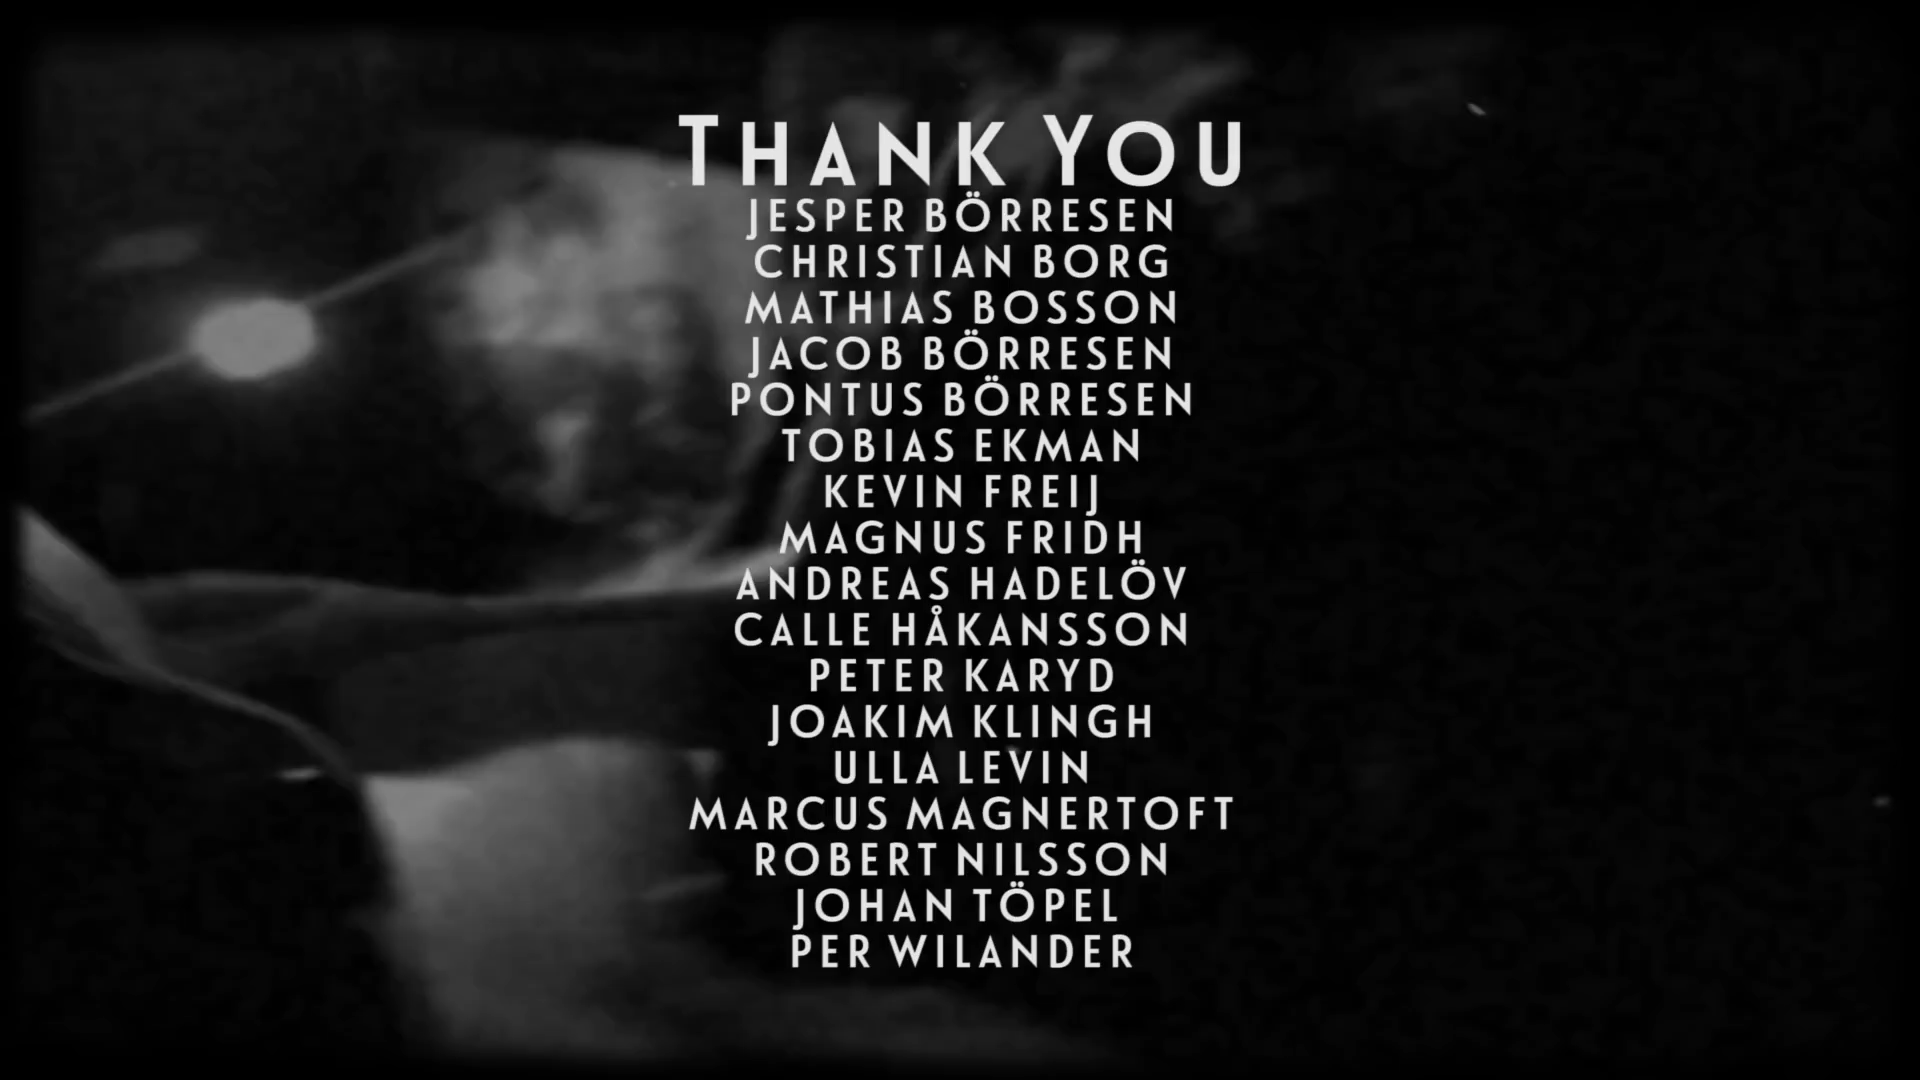 THANK YOU
JESPER BÖRRESEN
CHRISTIAN BORG
MATHIAS BOSSON
JACOB BÖRRESEN
PONTUS BÖRRESEN
TOBIAS EKMAN
KEVIN FREIJ
MAGNUS FRIDH
ANDREAS HADELÖV
CALLE HÅKANSSON
PETER KARYD
JOAKIM KLINGH
ULLA LEVIN
MARCUS MAGNERTOFT
ROBERT NILSSON
JOHAN TÖPEL
PER WILANDER